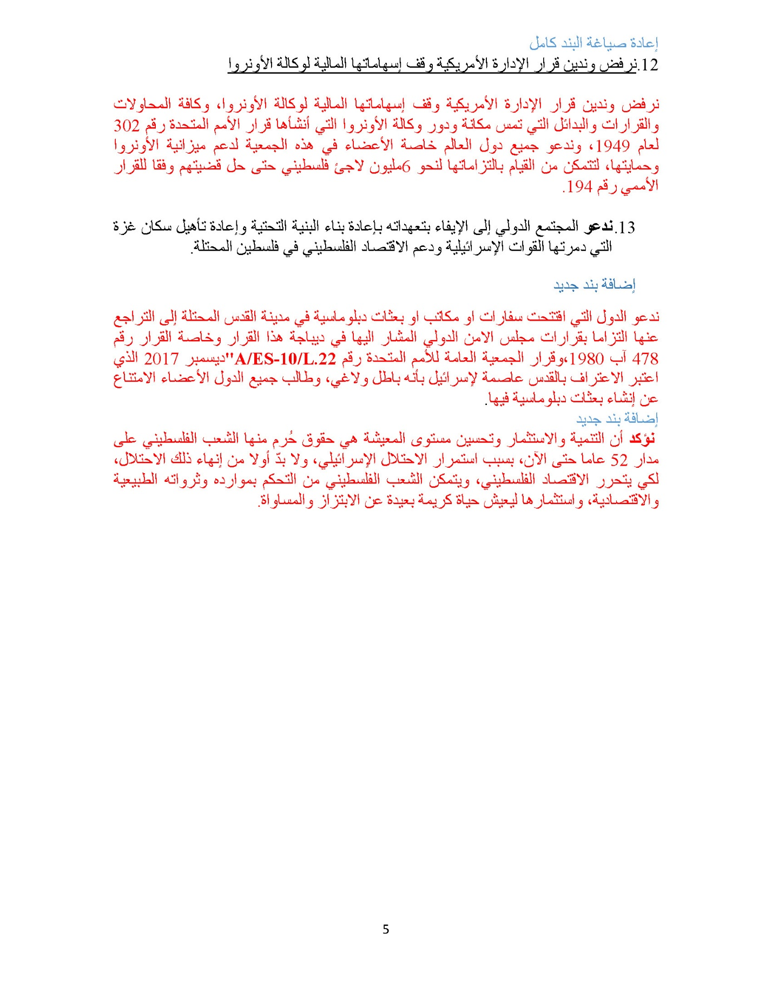 إعادة صياغة البند كامل
12.نرفض وندين قرار الإدارة الأمريكية وقف إسهاماتها المالية لوكالة الأونروا
نرفض وندين قرار الإدارة الأمريكية وقف إسهاماتها المالية لوكالة الأونروا، وكافة المحاولات
والقرارات والبدائل التي تمس مكانة ودور وكالة الأونروا التي أنشأها قرار الأمم المتحدة رقم 302
لعام 1949، وندعو جميع دول العالم خاصة الأعضاء في هذه الجمعية لدعم ميزانية الأونروا
وحمايتها، لتتمكن من القيام بالتزاماتها لنحو 6مليون لاجئ فلسطيني حتى حل قضيتهم وفقا للقرار
الأممي رقم 194.
13.ندعو المجتمع الدولي إلى الإيفاء بتعهداته بإعادة بناء البنية التحتية وإعادة تأهيل سكان غزة
التي دمرتها القوات الإسرائيلية ودعم الاقتصاد الفلسطيني في فلسطين المحتلة.
إضافة بند جديد
ندعو الدول التي افتتحت سفارات او مكاتب او بعثات دبلوماسية في مدينة القدس المحتلة إلى التراجع
عنها التزاما بقرارات مجلس الامن الدولي المشار اليها في ديباجة هذا القرار وخاصة القرار رقم
478 آب 1980،وقرار الجمعية العامة للأمم المتحدة رقم A/ES-10/L.22"ديسمبر 2017 الذي
اعتبر الاعتراف بالقدس عاصمة لإسرائيل بأنه باطل ولاغي، وطالب جميع الدول الأعضاء الامتناع
عن إنشاء بعثات دبلوماسية فيها.
إضافة بند جديد
نؤكد أن التنمية والاستثمار وتحسين مستوى المعيشة هي حقوق حُرم منها الشعب الفلسطيني على
مدار 52 عاما حتى الآن، بسبب استمرار الاحتلال الإسرائيلي، ولا بدّ أولا من إنهاء ذلك الاحتلال،
لكي يتحرر الاقتصاد الفلسطيني، ويتمكن الشعب الفلسطيني من التحكم بموارده وثرواته الطبيعية
والاقتصادية، واستثمارها ليعيش حياة كريمة بعيدة عن الابتزاز والمساواة.
5